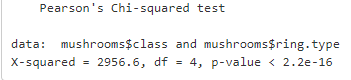 Pearson's Chi-squared test
data:  mushrooms$class and mushrooms$ring.type
X-squared = 2956.6, df = 4, p-value < 2.2e-16